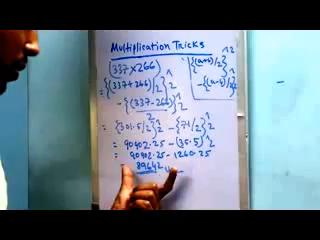 Multiplication Tricks
(337×266)
={(337+266)/2}^2
-{(337-266)/2}^2
={301.5/2}^2-{71/2}^2
=90902.25-(35.5)^2
=90902.25-1260.25
89642
{(a+b)/2}^2
-{(a-b)/2}^2